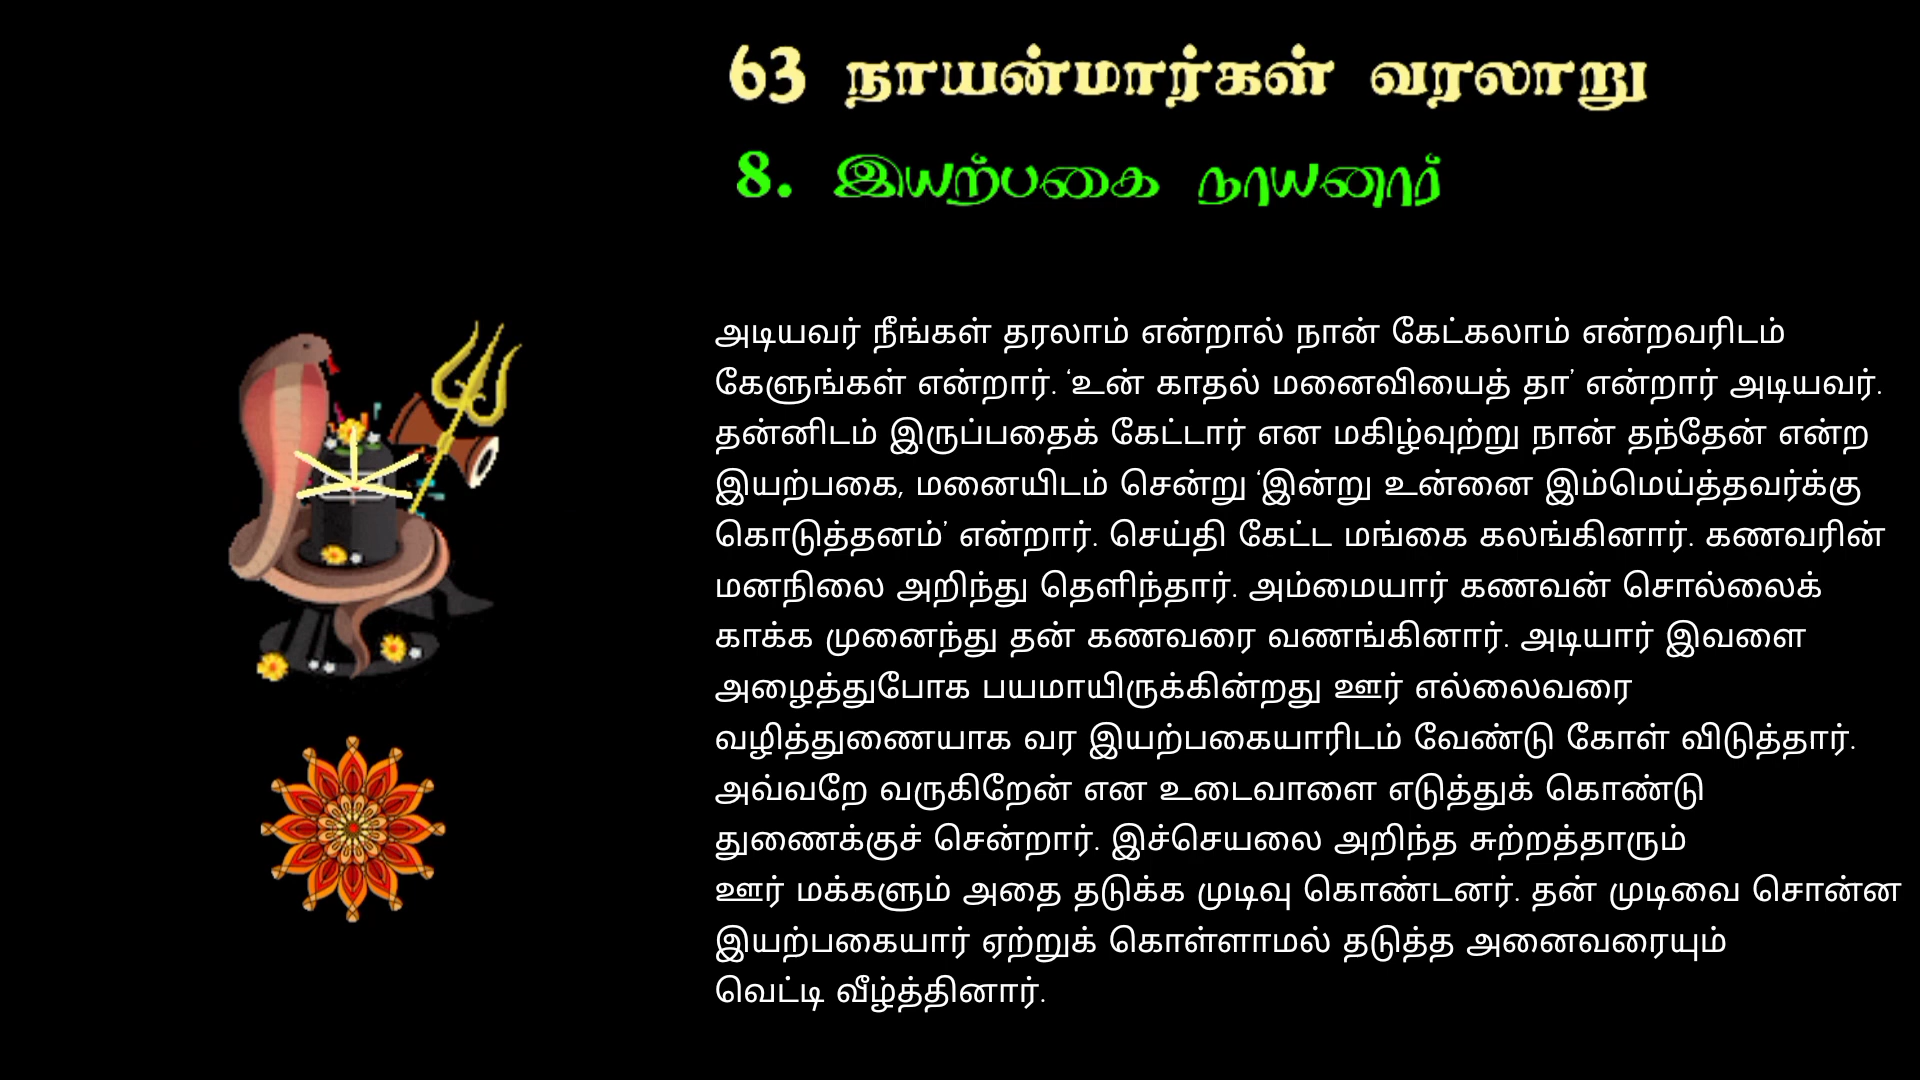 63 நாயன்மார்கள் வரலாறு
8. இயற்பகை நாயனார்
அடியவர் நீங்கள் தரலாம் என்றால் நான் கேட்கலாம் என்றவரிடம்
கேளுங்கள் என்றார். ‘உன் காதல் மனைவியைத் தா’ என்றார் அடியவர்.
தன்னிடம் இருப்பதைக் கேட்டார் என மகிழ்வுற்று நான் தந்தேன் என்ற
இயற்பகை, மனையிடம் சென்று ‘இன்று உன்னை இம்மெய்த்தவர்க்கு
கொடுத்தனம்’ என்றார். செய்தி கேட்ட மங்கை கலங்கினார். கணவரின்
மனநிலை அறிந்து தெளிந்தார். அம்மையார் கணவன் சொல்லைக்
காக்க முனைந்து தன் கணவரை வணங்கினார். அடியார் இவளை
அழைத்துபோக பயமாயிருக்கின்றது ஊர் எல்லைவரை
வழித்துணையாக வர இயற்பகையாரிடம் வேண்டு கோள் விடுத்தார்.
அவ்வறே வருகிறேன் என உடைவாளை எடுத்துக் கொண்டு
துணைக்குச் சென்றார். இச்செயலை அறிந்த சுற்றத்தாரும்
ஊர் மக்களும் அதை தடுக்க முடிவு கொண்டனர். தன் முடிவை சொன்ன
இயற்பகையார் ஏற்றுக் கொள்ளாமல் தடுத்த அனைவரையும்
வெட்டி வீழ்த்தினார்.